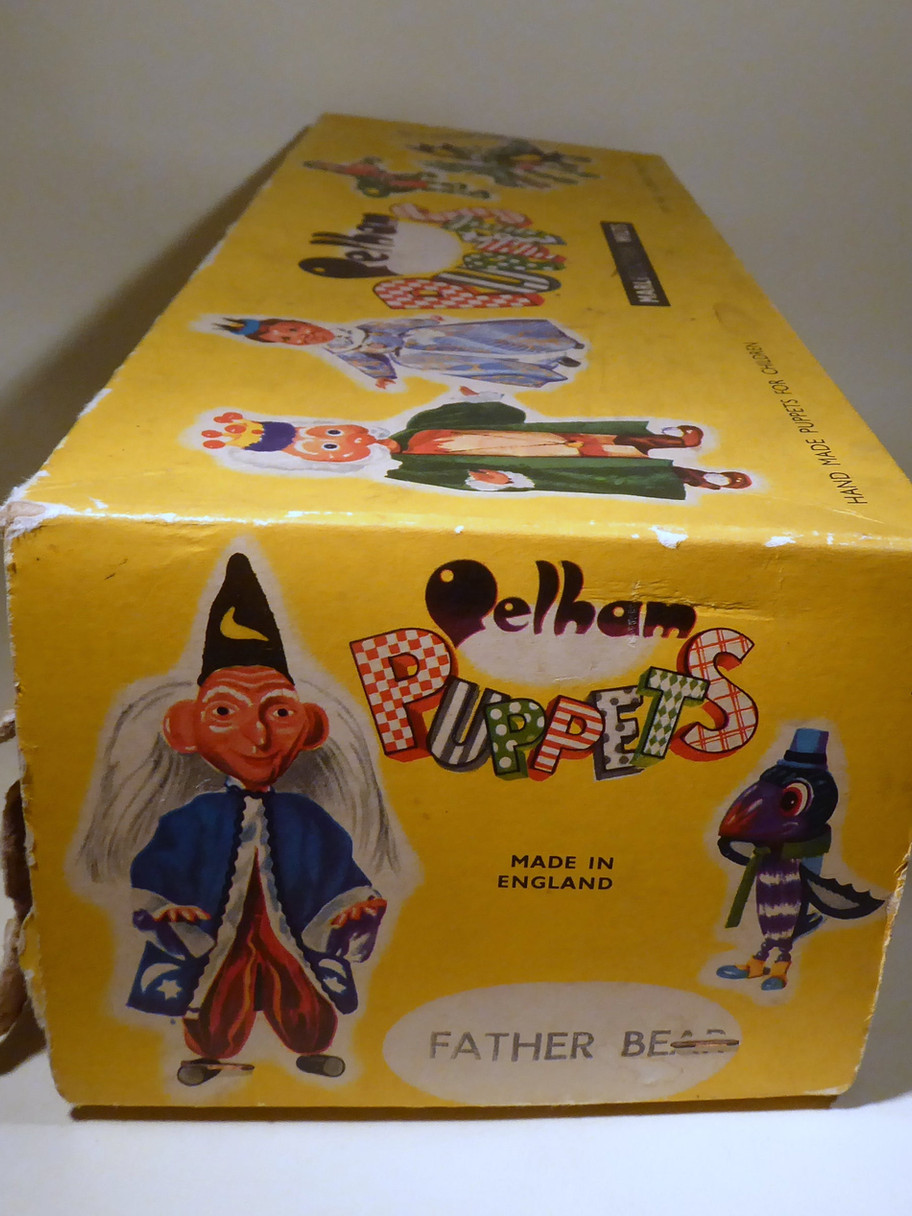 Pelham
PUPPETS
HAND MADE PUPPETS FOR CHILDREN
Pelham
PUPPETS
MADE IN
ENGLAND
FATHER BEAR